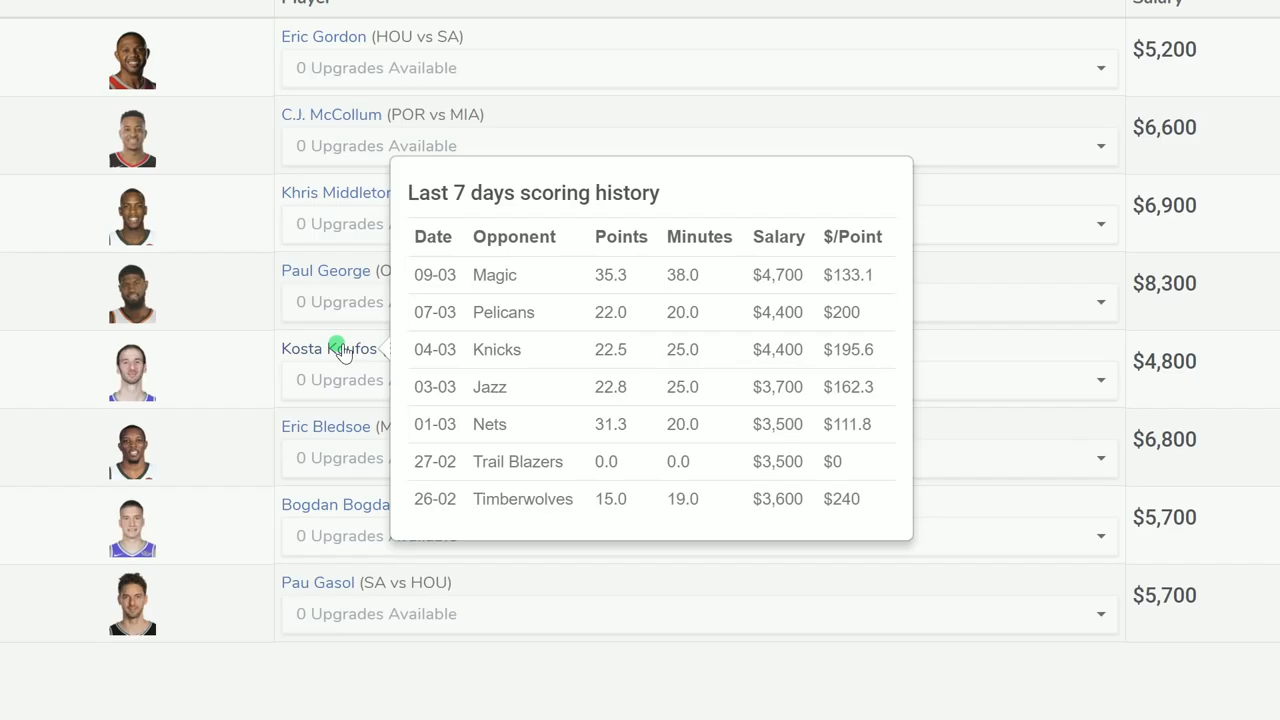 Player Salary
Eric Gordon (HOU vs SA)
0 Upgrades Available
$5,200
C.J. McCollum (POR vs MIA)
0 Upgrades Available
$6,600
Khris Middleton
0 Upgrades
$6,900
Paul George (O
0 Upgrades
$8,300
Kosta Koufos
0 Upgrades
$4,800
Eric Bledsoe (M
0 Upgrades
$6,800
Bogdan Bogda
0 Upgrades Available
$5,700
Pau Gasol (SA vs HOU)
0 Upgrades Available
$5,700
Last 7 days scoring history
Date Opponent Points Minutes Salary $/Point
09-03 Magic 35.3 38.0 $4,700 $133.1
07-03 Pelicans 22.0 20.0 $4,400 $200
04-03 Knicks 22.5 25.0 $4,400 $195.6
03-03 Jazz 22.8 25.0 $3,700 $162.3
01-03 Nets 31.3 20.0 $3,500 $111.8
27-02 Trail Blazers 0.0 0.0 $3,500 $0
26-02 Timberwolves 15.0 19.0 $3,600 $240